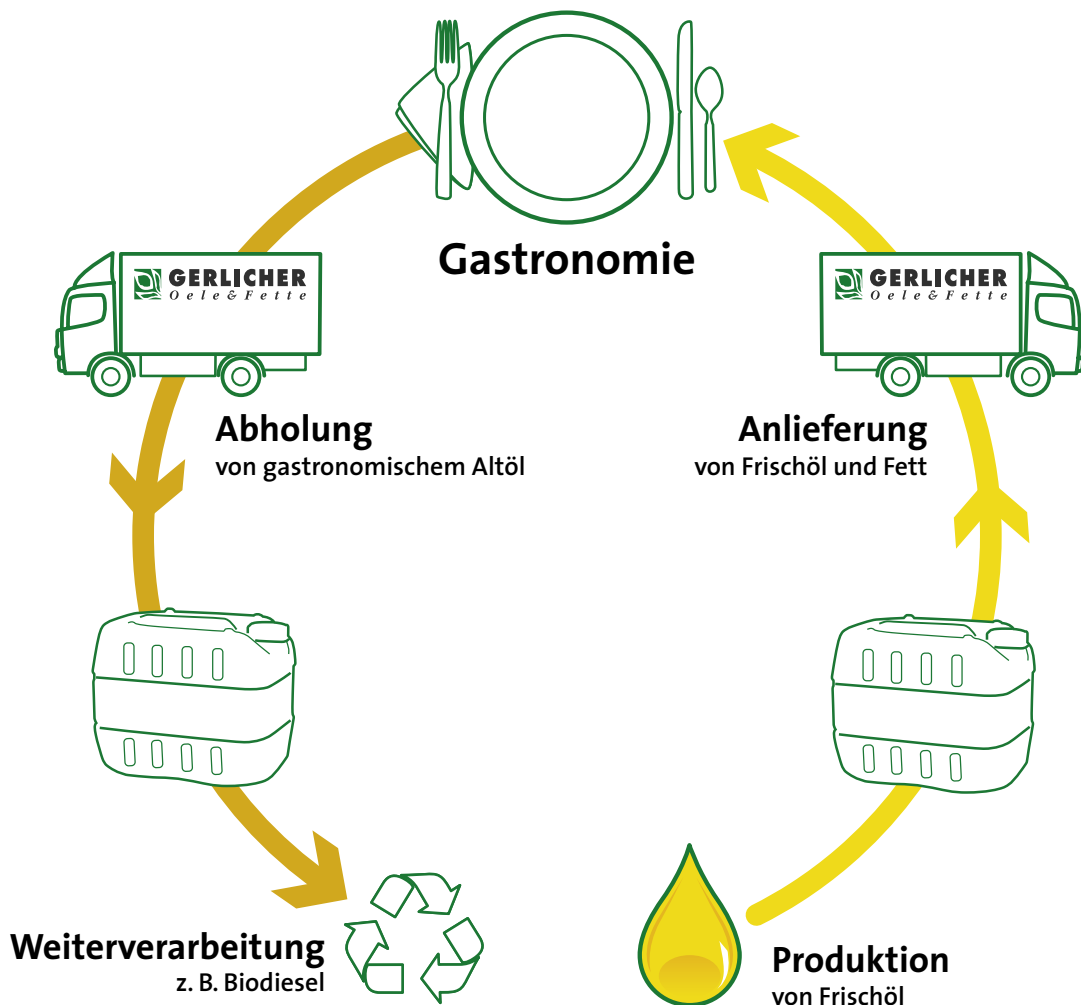 Gastronomie
GERLICHER
Oele & Fette
GERLICHER
Oele & Fette
Abholung
von gastronomischem Altöl
Anlieferung
von Frischöl und Fett
Weiterverarbeitung
z. B. Biodiesel
Produktion
von Frischöl